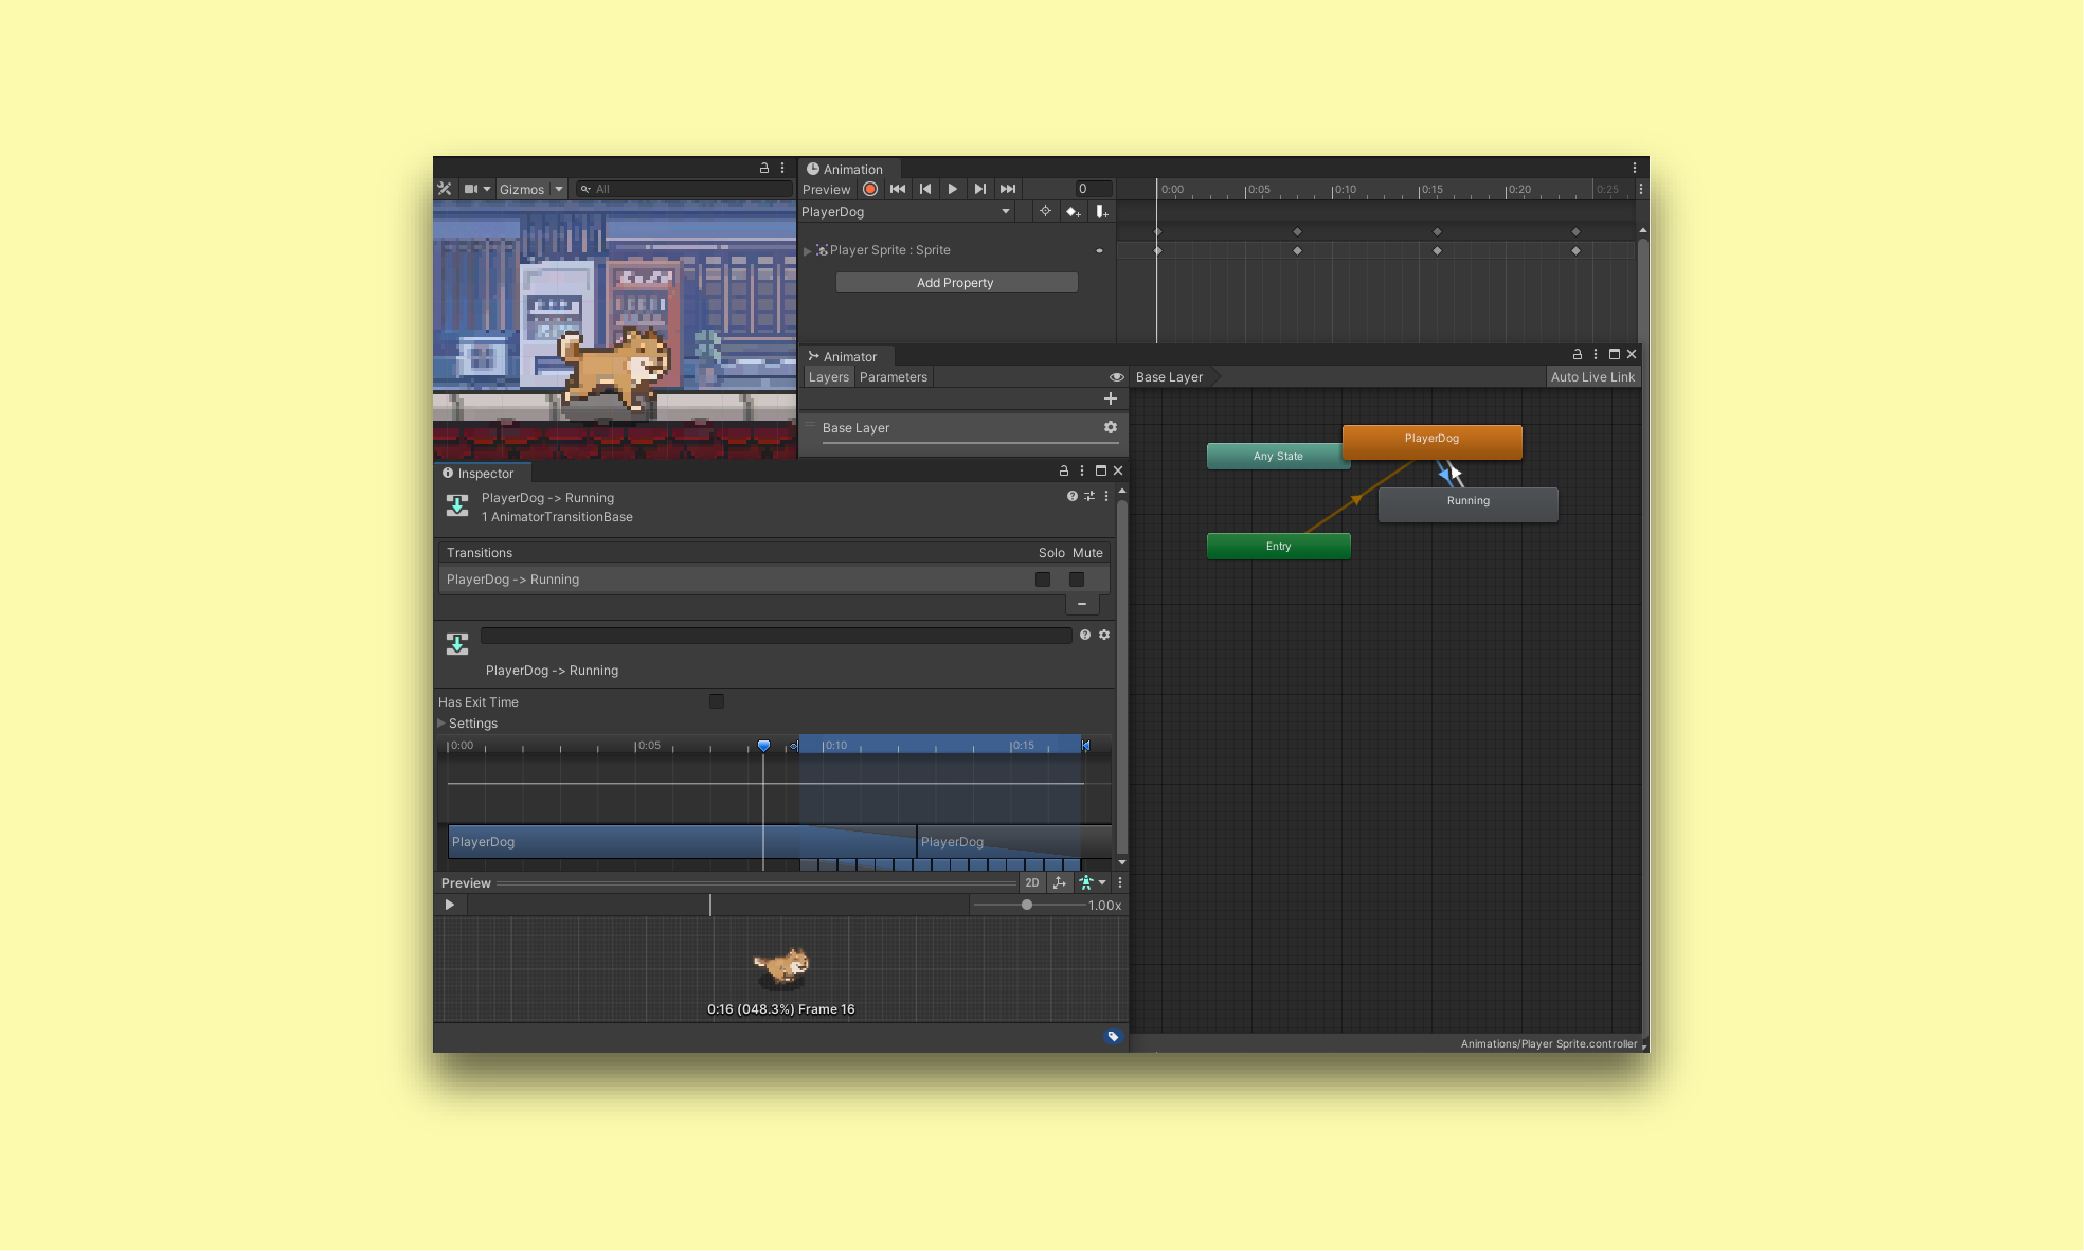 Gizmos
All
Animation
Preview
0
0:00
0:05
0:10
0:15
0:20
0:25
PlayerDog
Player Sprite : Sprite
Add Property
Animator
Layers
Parameters
Base Layer
Auto Live Link
Base Layer
Any State
PlayerDog
Running
Entry
Animations/Player Sprite.controller
Inspector
PlayerDog -> Running
1 AnimatorTransitionBase
Transitions
Solo
Mute
PlayerDog -> Running
PlayerDog -> Running
Has Exit Time
Settings
0:00
0:05
0:10
0:15
PlayerDog
PlayerDog
Preview
2D
1.00x
0:16 (048.3%) Frame 16